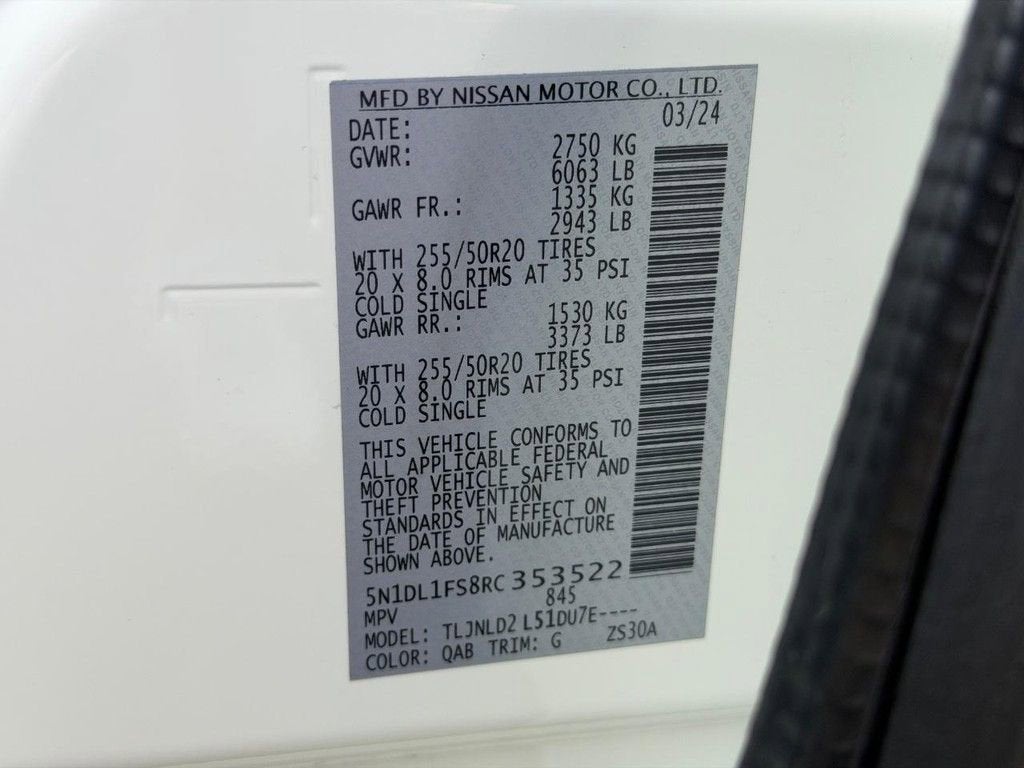 MFD BY NISSAN MOTOR CO., LTD.
DATE: 03/24
GVWR: 2750 KG
6063 LB
GAWR FR.: 1335 KG
2943 LB
WITH 255/50R20 TIRES
20 X 8.0 RIMS AT 35 PSI
COLD SINGLE
GAWR RR.: 1530 KG
3373 LB
WITH 255/50R20 TIRES
20 X 8.0 RIMS AT 35 PSI
COLD SINGLE
THIS VEHICLE CONFORMS TO
ALL APPLICABLE FEDERAL
MOTOR VEHICLE SAFETY AND
THEFT PREVENTION
STANDARDS IN EFFECT ON
THE DATE OF MANUFACTURE
SHOWN ABOVE.
5N1DL1FS8RC353522
MPV 845
MODEL: TLJNLD2 L51DU7E----
COLOR: QAB TRIM: G ZS30A